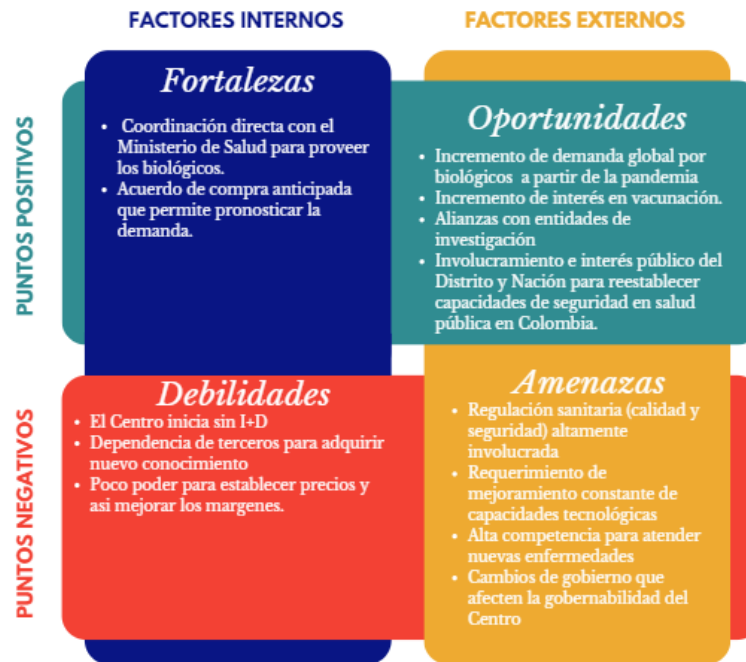 FACTORES INTERNOS
FACTORES EXTERNOS
PUNTOS POSITIVOS
Fortalezas
• Coordinación directa con el
Ministerio de Salud para proveer
los biológicos.
• Acuerdo de compra anticipada
que permite pronosticar la
demanda.
Oportunidades
• Incremento de demanda global por
biológicos a partir de la pandemia
• Incremento de interés en vacunación.
• Alianzas con entidades de
investigación
• Involucramiento e interés público del
Distrito y Nación para reestablecer
capacidades de seguridad en salud
pública en Colombia.
PUNTOS NEGATIVOS
Debilidades
• El Centro inicia sin I+D
• Dependencia de terceros para adquirir
nuevo conocimiento
• Poco poder para establecer precios y
asi mejorar los margenes.
Amenazas
• Regulación sanitaria (calidad y
seguridad) altamente
involucrada
• Requerimiento de
mejoramiento constante de
capacidades tecnológicas
• Alta competencia para atender
nuevas enfermedades
• Cambios de gobierno que
afecten la gobernabilidad del
Centro